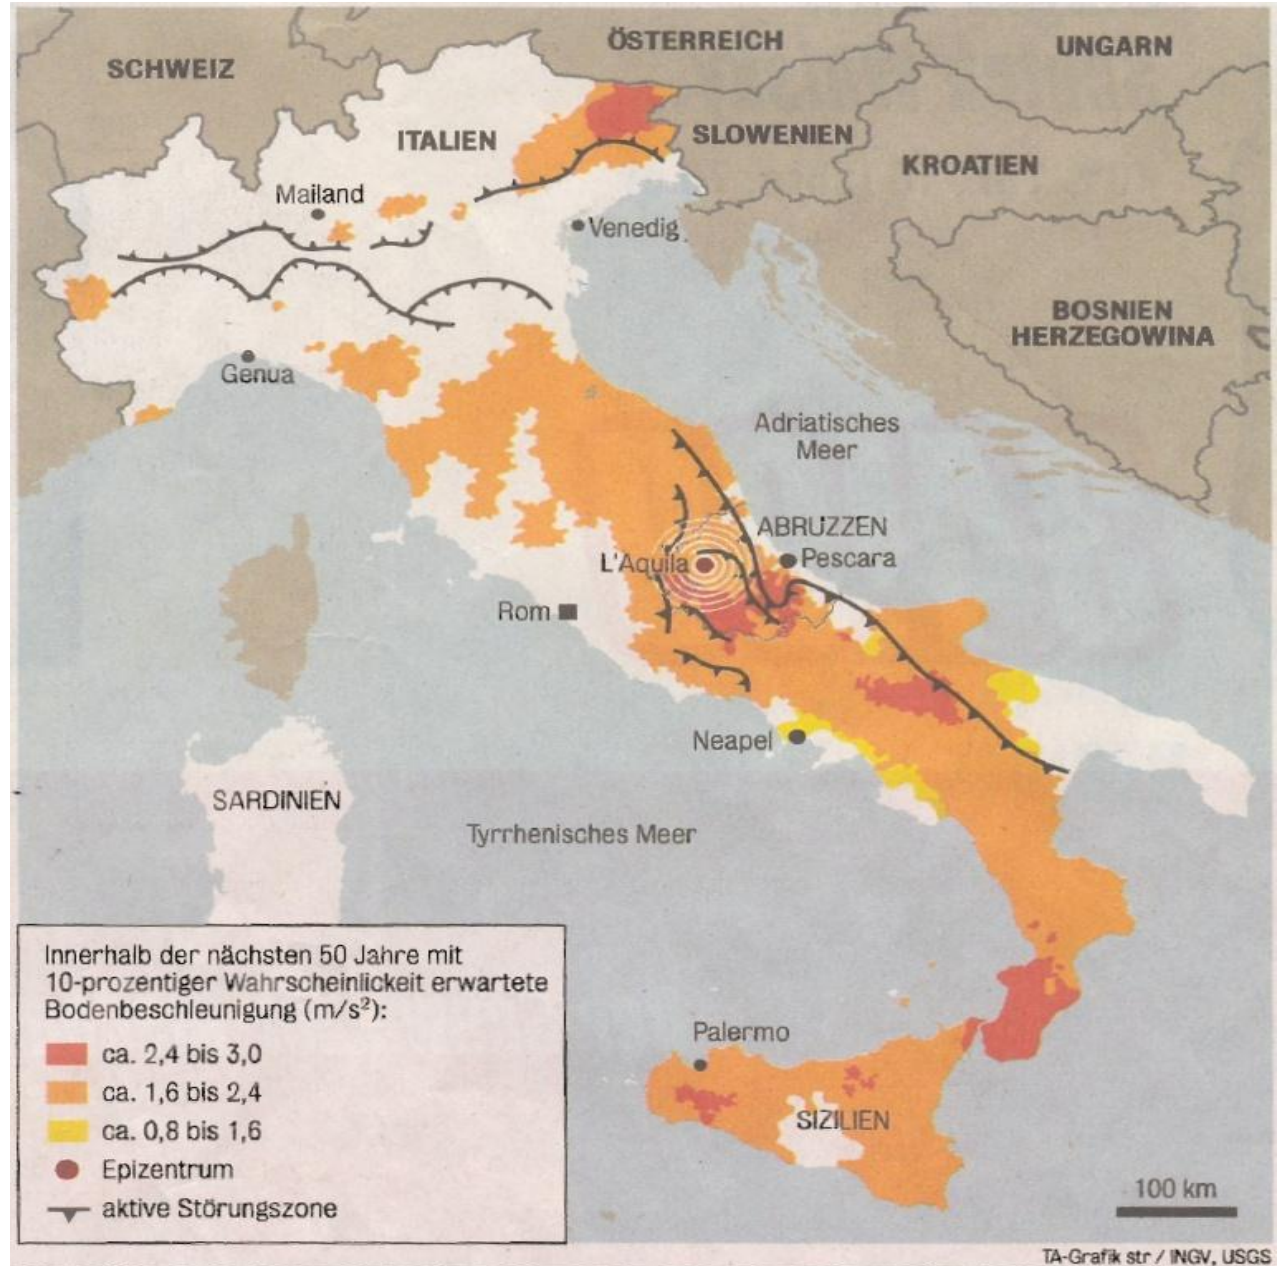 SCHWEIZ
ÖSTERREICH
UNGARN
ITALIEN
SLOWENIEN
KROATIEN
Mailand
Venedig
BOSNIEN
HERZEGOWINA
Genua
Adriatisches
Meer
ABRUZZEN
L'Aquila
Pescara
Rom
Neapel
SARDINIEN
Tyrrhenisches Meer
Innerhalb der nächsten 50 Jahre mit
10-prozentiger Wahrscheinlickeit erwartete
Bodenbeschleunigung (m/s²):
ca. 2,4 bis 3,0
ca. 1,6 bis 2,4
ca. 0,8 bis 1,6
Epizentrum
aktive Störungszone
Palermo
SIZILIEN
100 km
TA-Grafik str / INGV, USGS